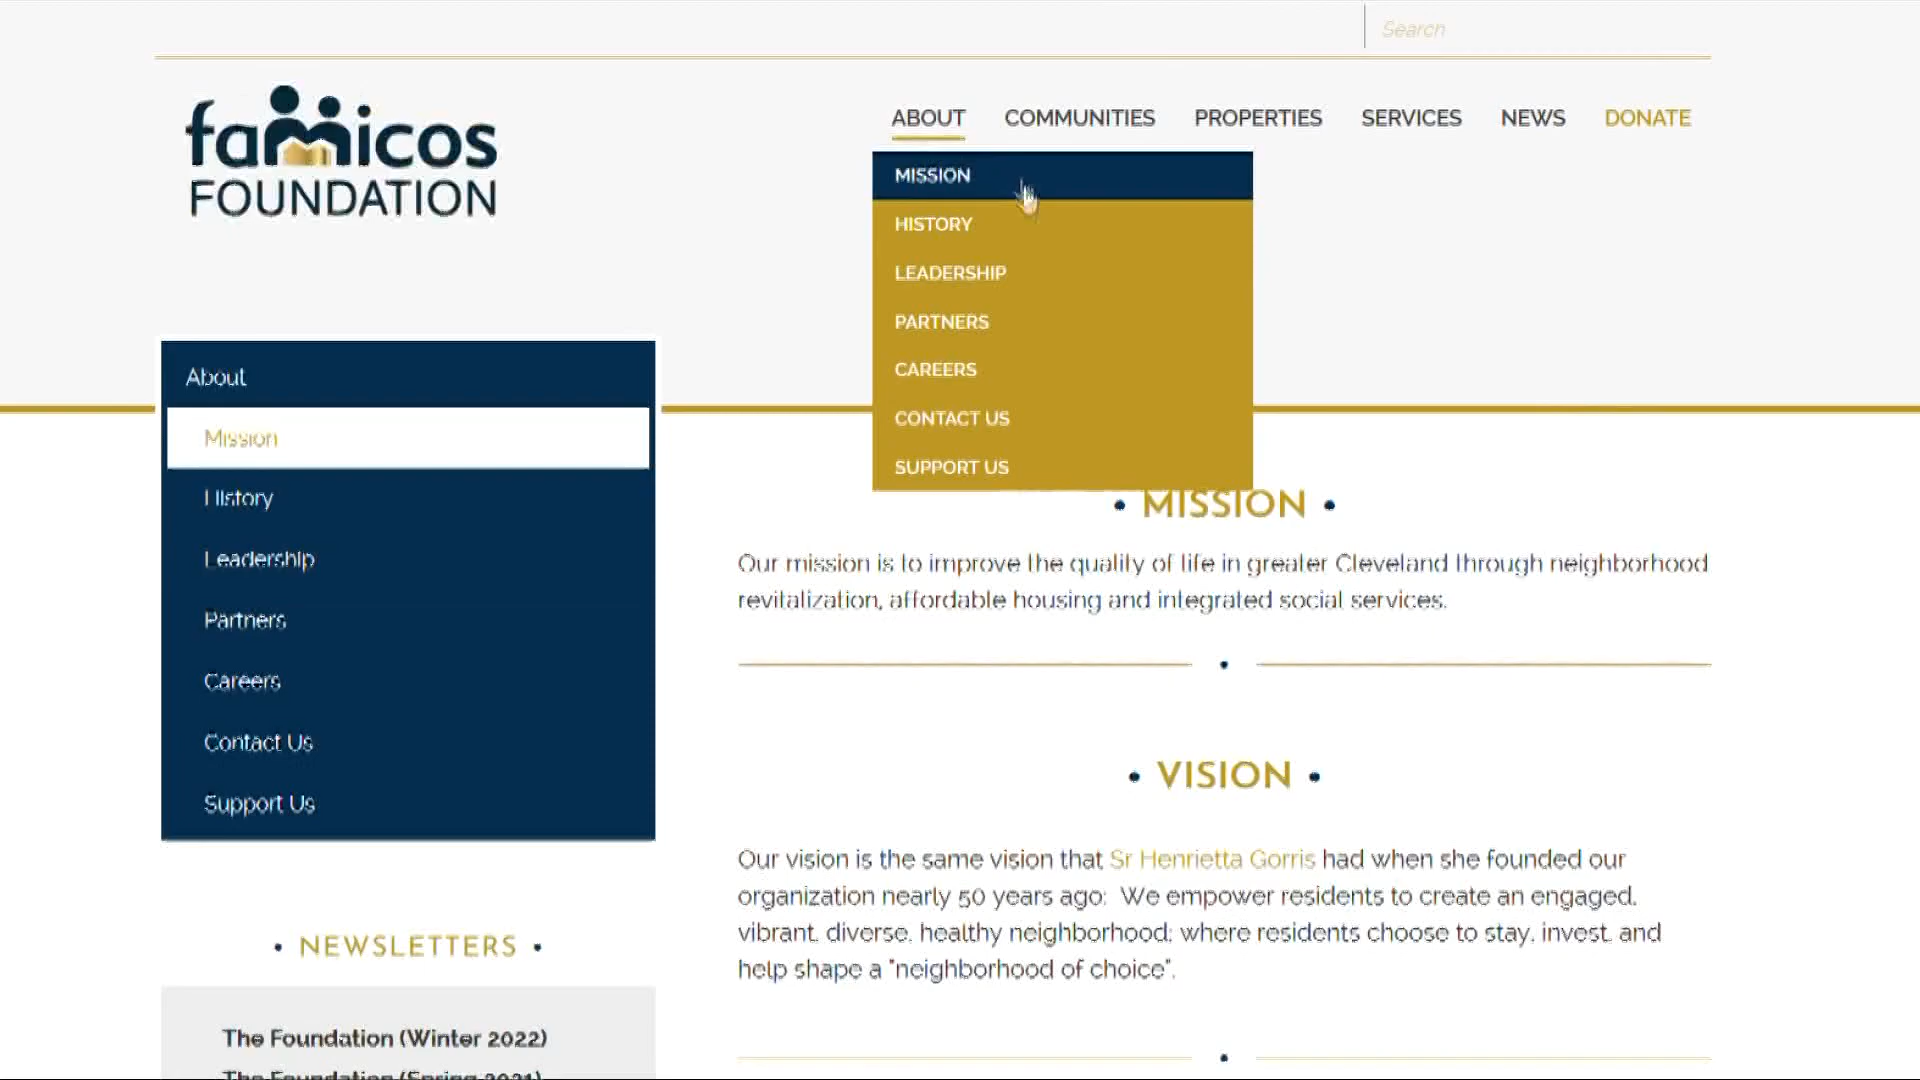 Search
famicos
FOUNDATION
ABOUT COMMUNITIES PROPERTIES SERVICES NEWS DONATE
MISSION
HISTORY
LEADERSHIP
PARTNERS
CAREERS
CONTACT US
SUPPORT US
About
Mission
History
Leadership
Partners
Careers
Contact Us
Support Us
• MISSION •
Our mission is to improve the quality of life in greater Cleveland through neighborhood
revitalization, affordable housing and integrated social services.
• VISION •
Our vision is the same vision that Sr Henrietta Gorris had when she founded our
organization nearly 50 years ago: We empower residents to create an engaged,
vibrant, diverse, healthy neighborhood; where residents choose to stay, invest, and
help shape a "neighborhood of choice".
• NEWSLETTERS •
The Foundation (Winter 2022)
The Foundation (Spring 2021)